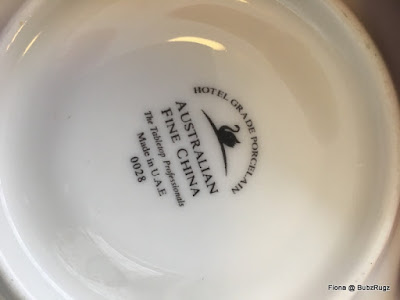 HOTEL GRADE PORCELAIN
AUSTRALIAN
FINE CHINA
The Tabletop Professionals
Made in U.A.E
0028
Fiona @ BubzRugz